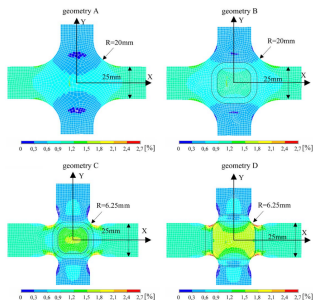 geometry A
Y
R=20mm
X
25mm
0 0,3 0,6 0,9 1,2 1,5 1,8 2,1 2,4 2,7 [%]
geometry B
Y
R=20mm
X
25mm
0 0,3 0,6 0,9 1,2 1,5 1,8 2,1 2,4 2,7 [%]
geometry C
Y
R=6.25mm
X
25mm
0 0,3 0,6 0,9 1,2 1,5 1,8 2,1 2,4 2,7 [%]
geometry D
Y
R=6.25mm
X
25mm
0 0,3 0,6 0,9 1,2 1,5 1,8 2,1 2,4 2,7 [%]